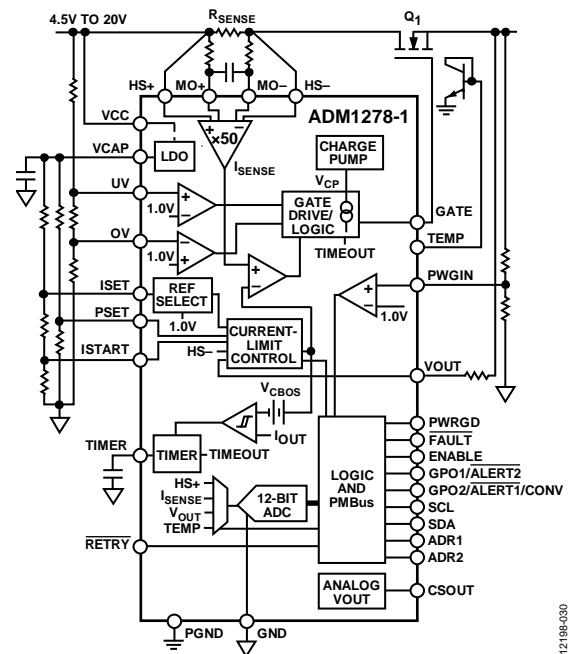 4.5V TO 20V
RSENSE
Q1
HS+ MO+ MO– HS–
ADM1278-1
VCC
+ – ×50
CHARGE PUMP
VCAP
LDO
ISENSE
VCP
UV
+
1.0V –
GATE DRIVE/ LOGIC
GATE
TIMEOUT
TEMP
OV
–
1.0V +
+
–
PWGIN
+
– 1.0V
ISET
REF SELECT
PSET
1.0V
CURRENT-LIMIT CONTROL
ISTART
HS–
VOUT
VCBOS
IOUT
PWRGD
FAULT
TIMER
TIMER
TIMEOUT
ENABLE
LOGIC AND PMBus
GPO1/ALERT2
GPO2/ALERT1/CONV
HS+
ISENSE
VOUT
TEMP
12-BIT ADC
SCL
SDA
ADR1
RETRY
ADR2
ANALOG VOUT
CSOUT
PGND GND
12198-030